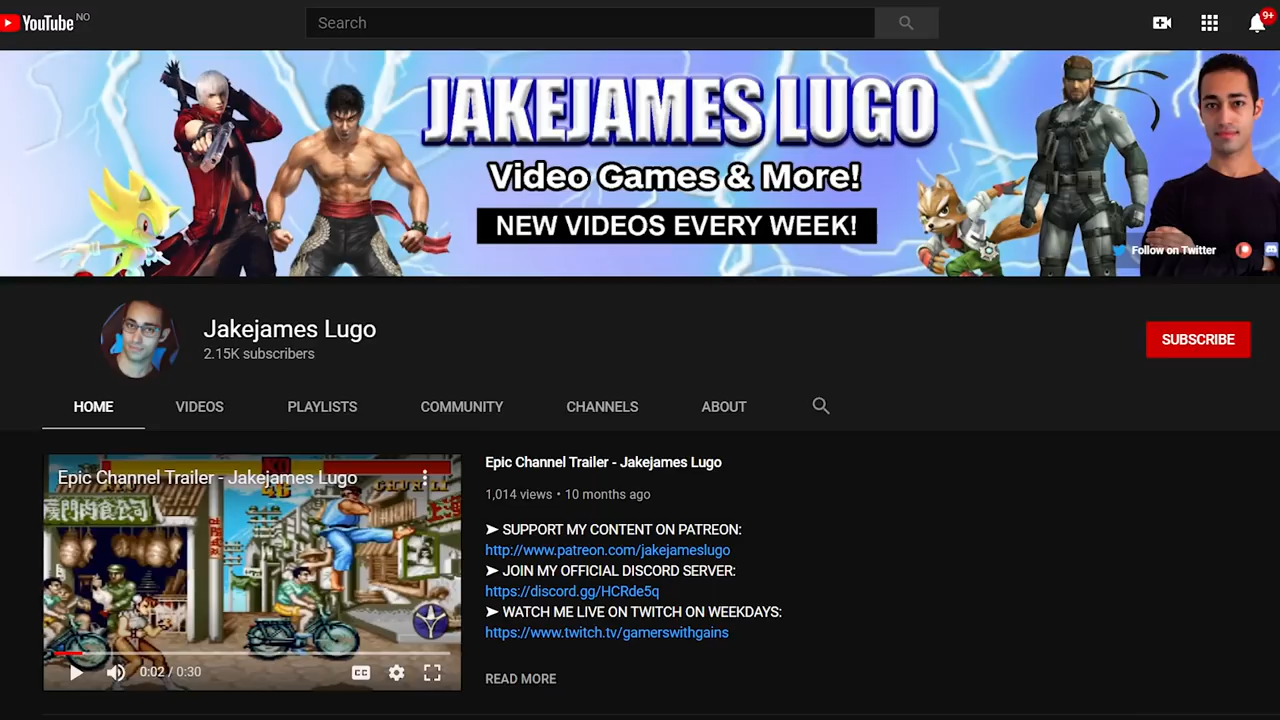 YouTube NO
Search
9+
JAKEJAMES LUGO
Video Games & More!
NEW VIDEOS EVERY WEEK!
Follow on Twitter
Jakejames Lugo
2.15K subscribers
SUBSCRIBE
HOME VIDEOS PLAYLISTS COMMUNITY CHANNELS ABOUT
Epic Channel Trailer - Jakejames Lugo
KO
CHUN LI
0:02 / 0:30
CC
Epic Channel Trailer - Jakejames Lugo
1,014 views • 10 months ago
➤ SUPPORT MY CONTENT ON PATREON:
http://www.patreon.com/jakejameslugo
➤ JOIN MY OFFICIAL DISCORD SERVER:
https://discord.gg/HCRde5q
➤ WATCH ME LIVE ON TWITCH ON WEEKDAYS:
https://www.twitch.tv/gamerswithgains
READ MORE